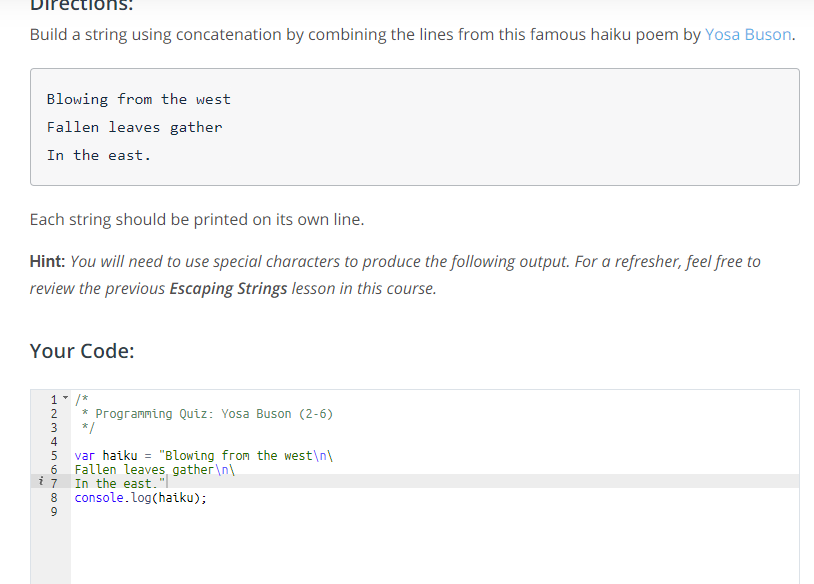 Directions:
Build a string using concatenation by combining the lines from this famous haiku poem by Yosa Buson.
Blowing from the west
Fallen leaves gather
In the east.
Each string should be printed on its own line.
Hint: You will need to use special characters to produce the following output. For a refresher, feel free to
review the previous Escaping Strings lesson in this course.
Your Code:
1 /*
2 * Programming Quiz: Yosa Buson (2-6)
3 */
4
5 var haiku = "Blowing from the west\n\
6 Fallen leaves gather\n\
i 7 In the east."
8 console.log(haiku);
9